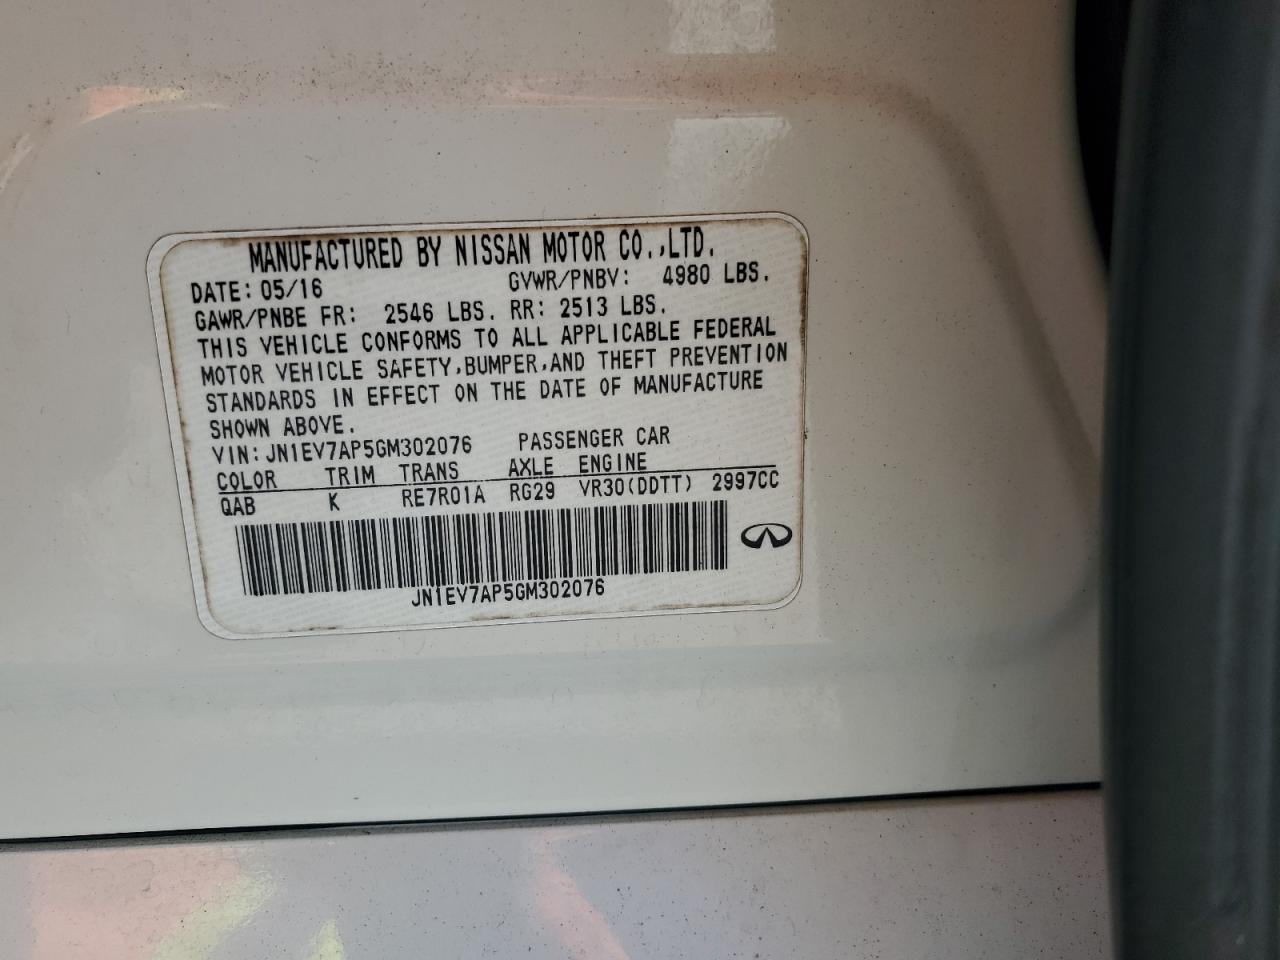 MANUFACTURED BY NISSAN MOTOR CO.,LTD.
DATE: 05/16 GVWR/PNBV: 4980 LBS.
GAWR/PNBE FR: 2546 LBS. RR: 2513 LBS.
THIS VEHICLE CONFORMS TO ALL APPLICABLE FEDERAL
MOTOR VEHICLE SAFETY,BUMPER,AND THEFT PREVENTION
STANDARDS IN EFFECT ON THE DATE OF MANUFACTURE
SHOWN ABOVE.
VIN: JN1EV7AP5GM302076 PASSENGER CAR
COLOR TRIM TRANS AXLE ENGINE
QAB K RE7R01A RG29 VR30(DDTT) 2997CC
JN1EV7AP5GM302076